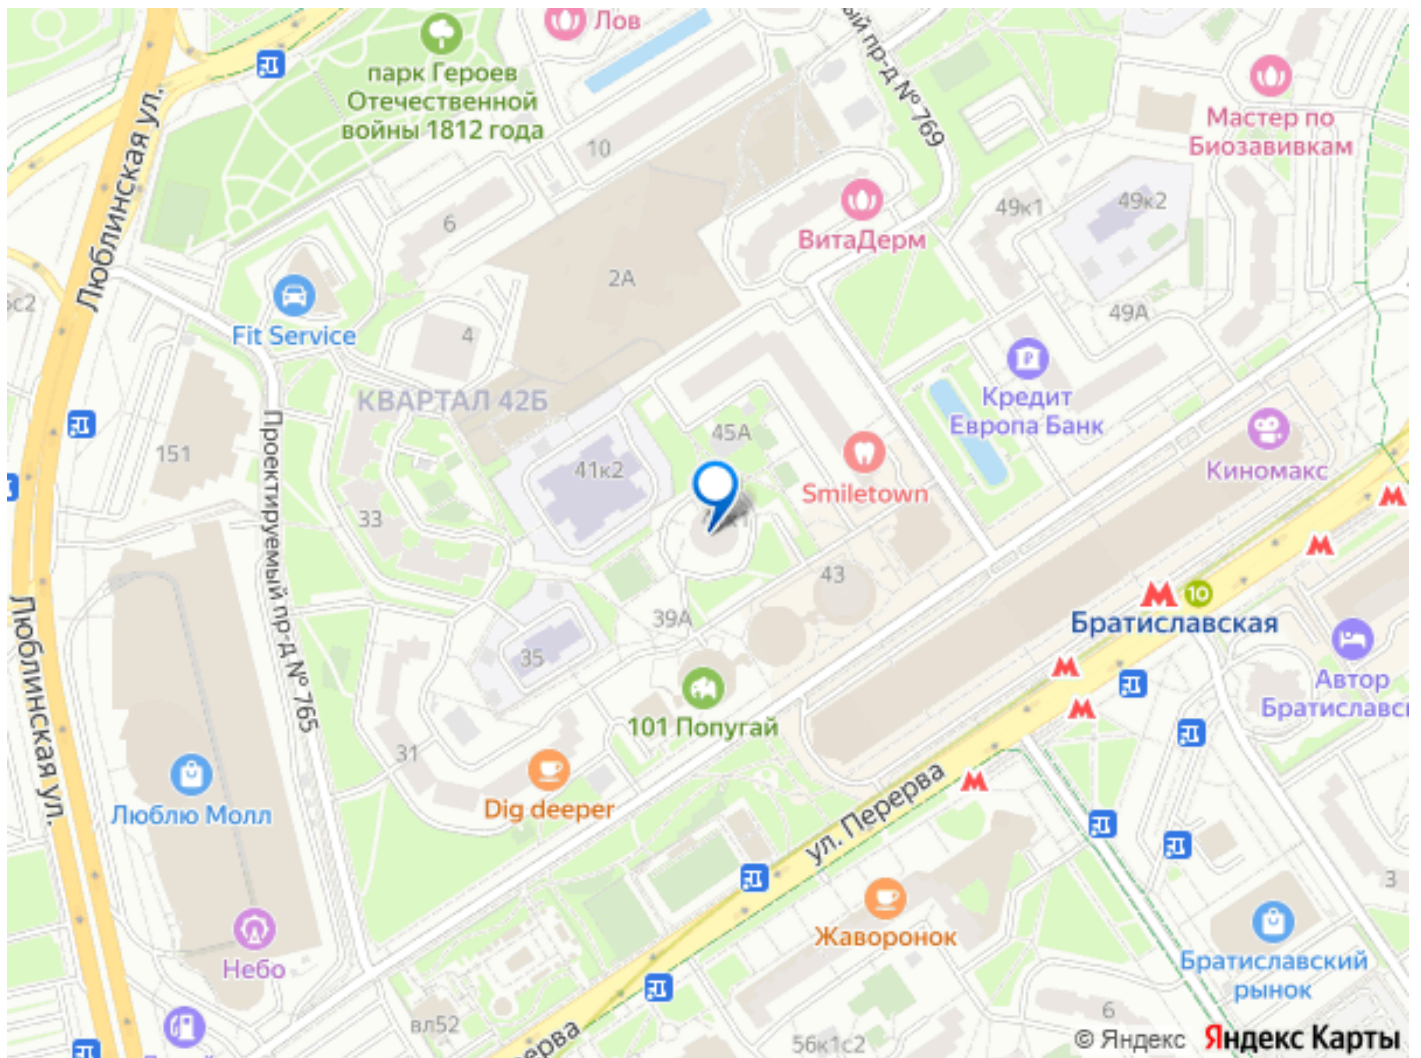 Лов
парк Героев
Отечественной
войны 1812 года
Люблинская ул.
10
6
ый пр-д № 769
Мастер по
Биозавивкам
49к1
49к2
ВитаДерм
2А
Fit Service
4
49А
Кредит
Европа Банк
КВАРТАЛ 42Б
45А
Киномакс
151
41к2
Smiletown
33
Проектируемый пр-д № 765
43
39А
10
Братиславская
35
Автор
101 Попугай
31
Люблинская ул.
Люблю Молл
Dig deeper
ул. Перерва
3
Жаворонок
Небо
Братиславский
рынок
вл52
6
56к1с2
© Яндекс Яндекс Карты